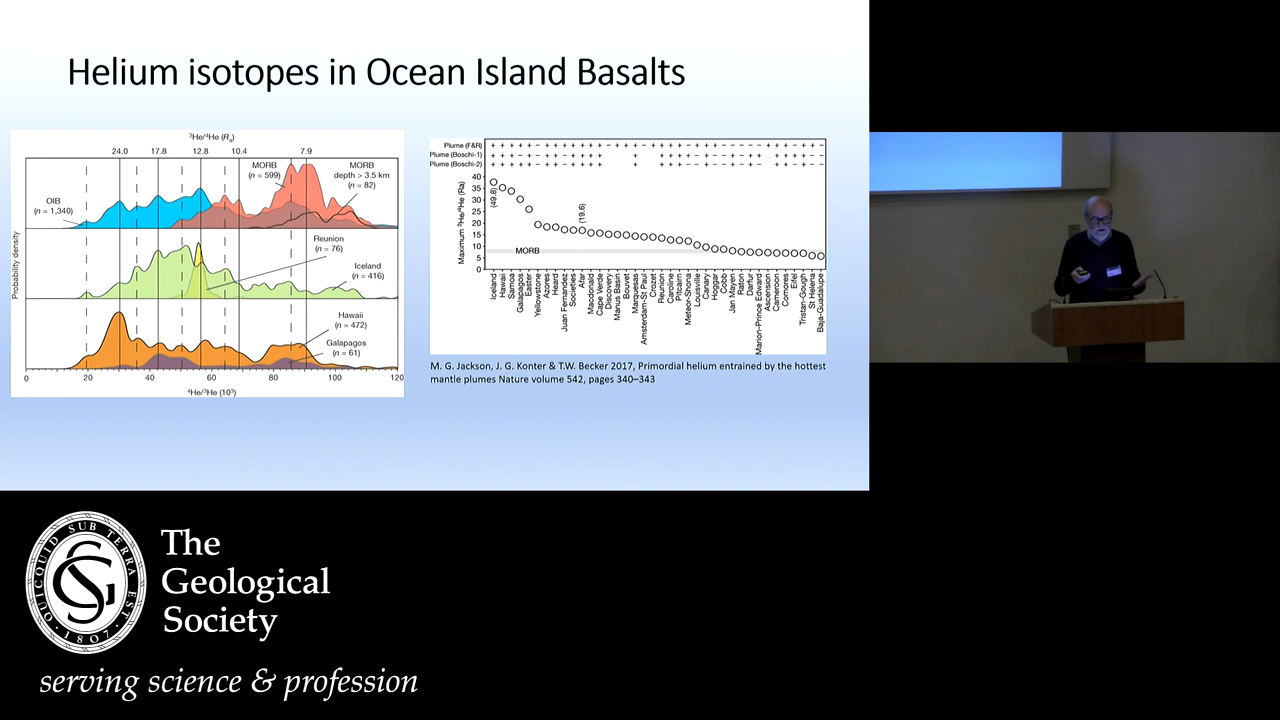 Helium isotopes in Ocean Island Basalts
³He/⁴He (Rₐ)
24.0 17.8 12.8 10.4 7.9
MORB
(n = 599)
MORB
depth > 3.5 km
(n = 82)
OIB
(n = 1,340)
Reunion
(n = 76)
Iceland
(n = 416)
Hawaii
(n = 472)
Galapagos
(n = 61)
Probability density
0 20 40 60 80 100 120
⁴He/³He (10³)
Plume (F&R)
Plume (Boschi-1)
Plume (Boschi-2)
Maximum ³He/⁴He (Ra)
40
35
30
25
20
15
10
5
0
(49.8)
(19.6)
MORB
Iceland
Hawaii
Samoa
Galapagos
Easter
Yellowstone
Azores
Heard
Juan Fernandez
Societies
Afar
Macdonald
Cape Verde
Discovery
Manus Basin
Bouvet
Marquesas
Amsterdam-St Paul
Crozet
Reunion
Caroline
Pitcairn
Meteor-Shona
Louisville
Canary
Hoggar
Cobb
Jan Mayen
Raton
Darfur
Marion-Prince Edward
Ascension
Cameroon
Comores
Eifel
Tristan-Gough
St Helena
Baja-Guadalupe
M. G. Jackson, J. G. Konter & T.W. Becker 2017, Primordial helium entrained by the hottest
mantle plumes Nature volume 542, pages 340–343
QUICQUID SUB TERRA EST
1807
The
Geological
Society
serving science & profession